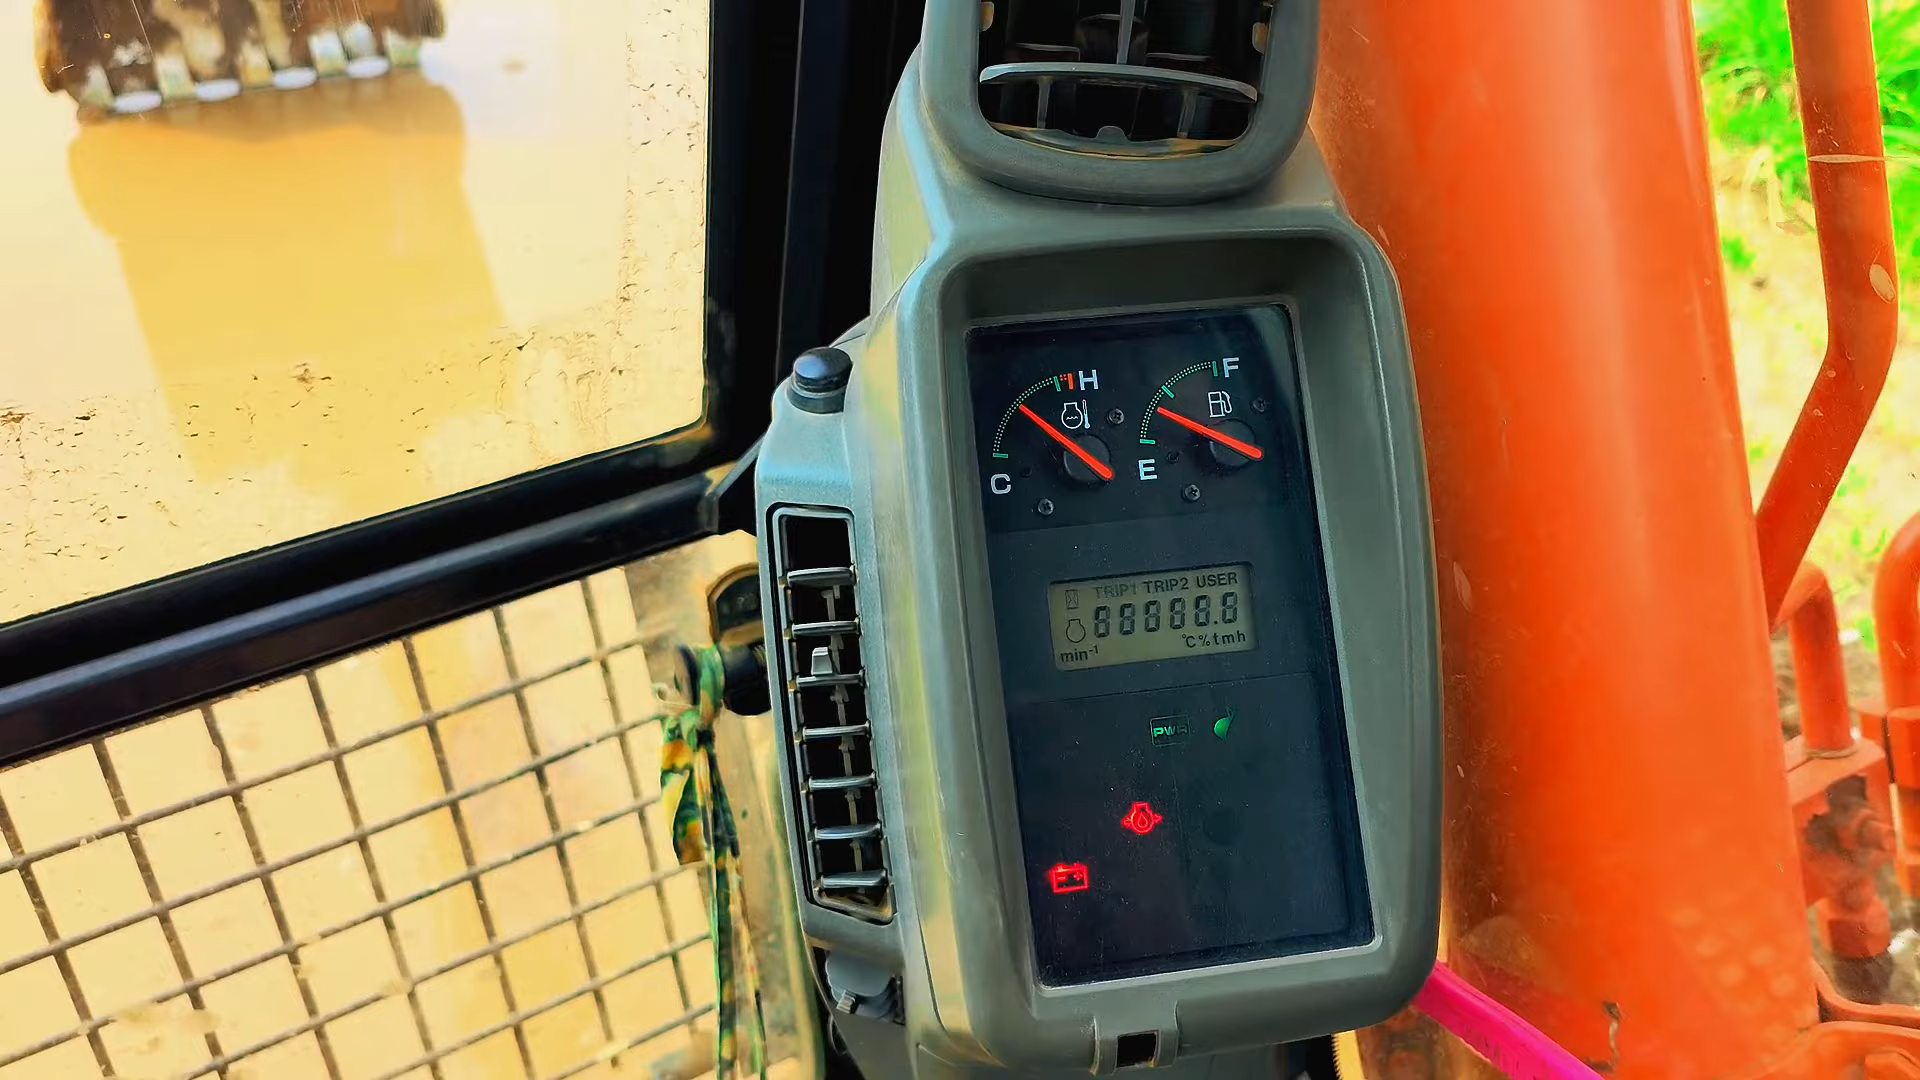 H
F
C
E
TRIP1 TRIP2 USER
88888.8
℃%tmh
min⁻¹
PWR